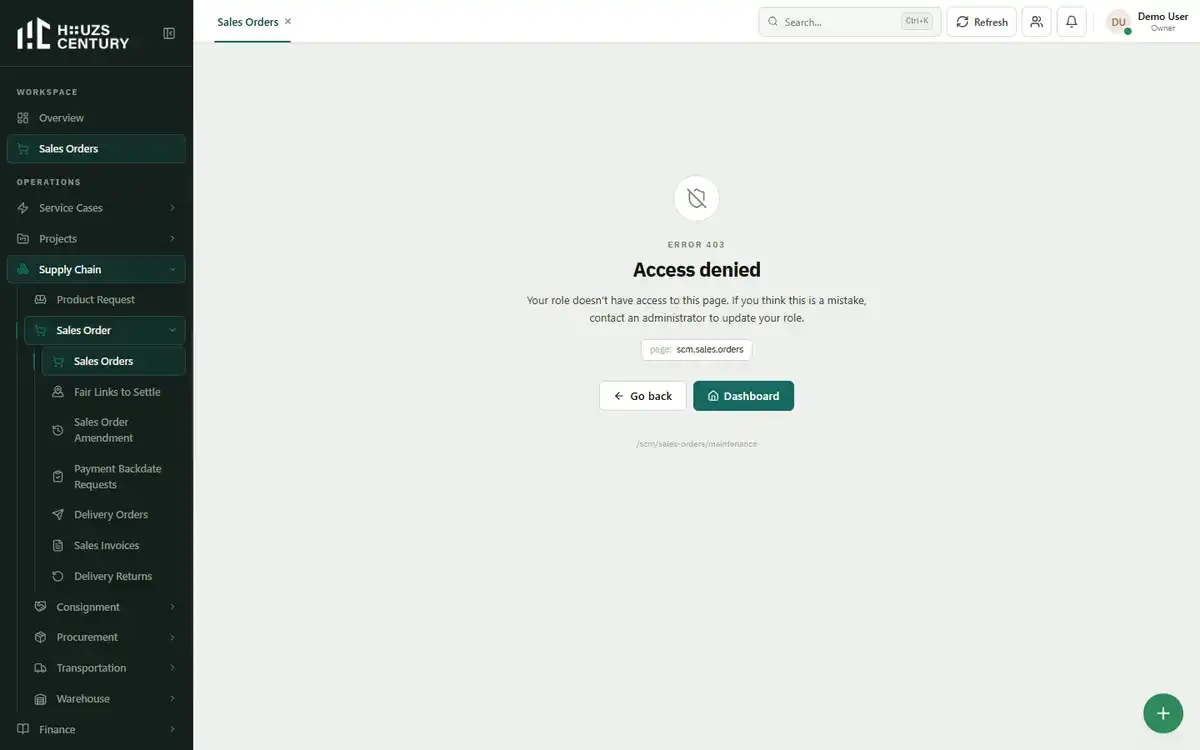 HOUZS
CENTURY
WORKSPACE
Overview
Sales Orders
OPERATIONS
Service Cases
Projects
Supply Chain
Product Request
Sales Order
Sales Orders
Fair Links to Settle
Sales Order
Amendment
Payment Backdate
Requests
Delivery Orders
Sales Invoices
Delivery Returns
Consignment
Procurement
Transportation
Warehouse
Finance
Sales Orders ×
Search...
Ctrl+K
Refresh
DU
Demo User
Owner
ERROR 403
Access denied
Your role doesn't have access to this page. If you think this is a mistake,
contact an administrator to update your role.
page: scm.sales.orders
← Go back
Dashboard
/scm/sales-orders/maintenance
+